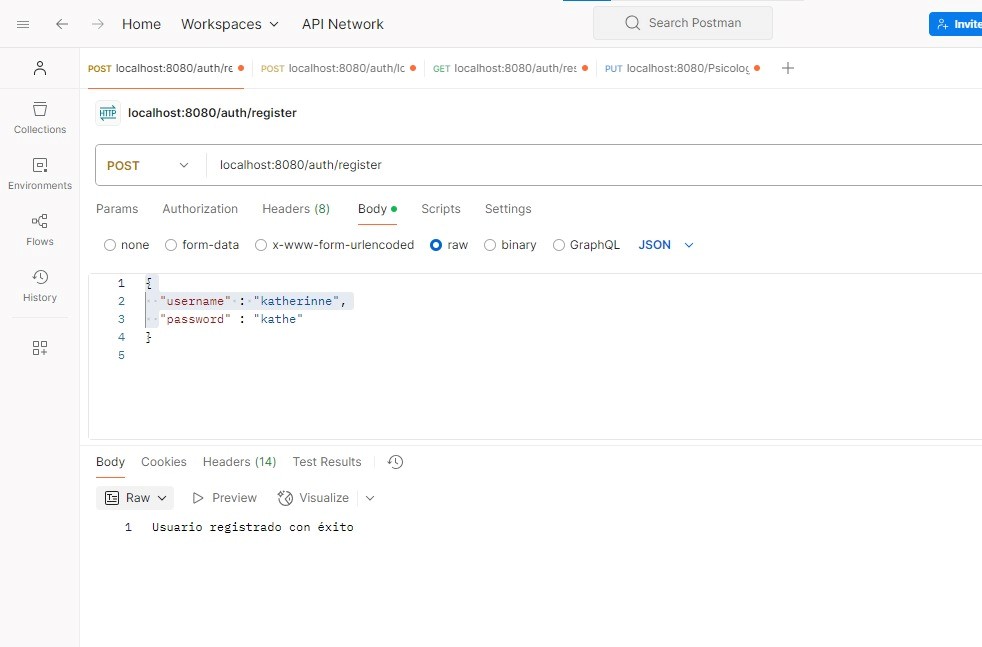 Home Workspaces API Network Search Postman Invite
POST localhost:8080/auth/re POST localhost:8080/auth/lc GET localhost:8080/auth/res PUT localhost:8080/Psicolog
HTTP localhost:8080/auth/register
Collections
Environments
Flows
History
POST localhost:8080/auth/register
Params Authorization Headers (8) Body Scripts Settings
none form-data x-www-form-urlencoded raw binary GraphQL JSON
1 {
2 "username" : "katherinne",
3 "password" : "kathe"
4 }
5
Body Cookies Headers (14) Test Results
Raw Preview Visualize
1 Usuario registrado con éxito